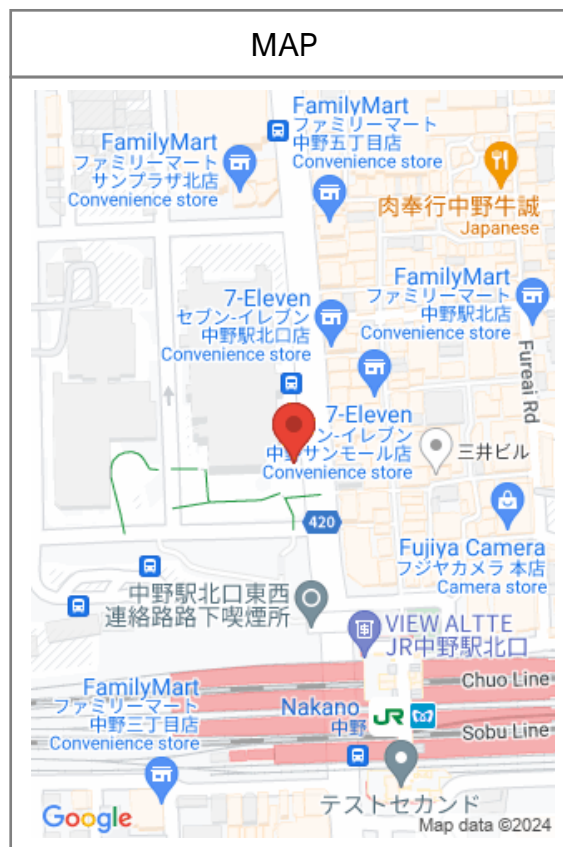 MAP
FamilyMart
ファミリーマート
中野五丁目店
Convenience store
FamilyMart
ファミリーマート
サンプラザ北店
Convenience store
肉奉行中野牛誠
Japanese
7-Eleven
セブン-イレブン
中野駅北口店
Convenience store
FamilyMart
ファミリーマート
中野駅北店
Convenience store
Fureai Rd
7-Eleven
ン-イレブン
中野サンモール店
Convenience store
三井ビル
420
Fujiya Camera
フジヤカメラ 本店
Camera store
中野駅北口東西
連絡路路下喫煙所
VIEW ALTTE
JR中野駅北口
Chuo Line
FamilyMart
ファミリーマート
中野三丁目店
Convenience store
Nakano
中野
JR
Sobu Line
テストセカンド
Google
Map data ©2024